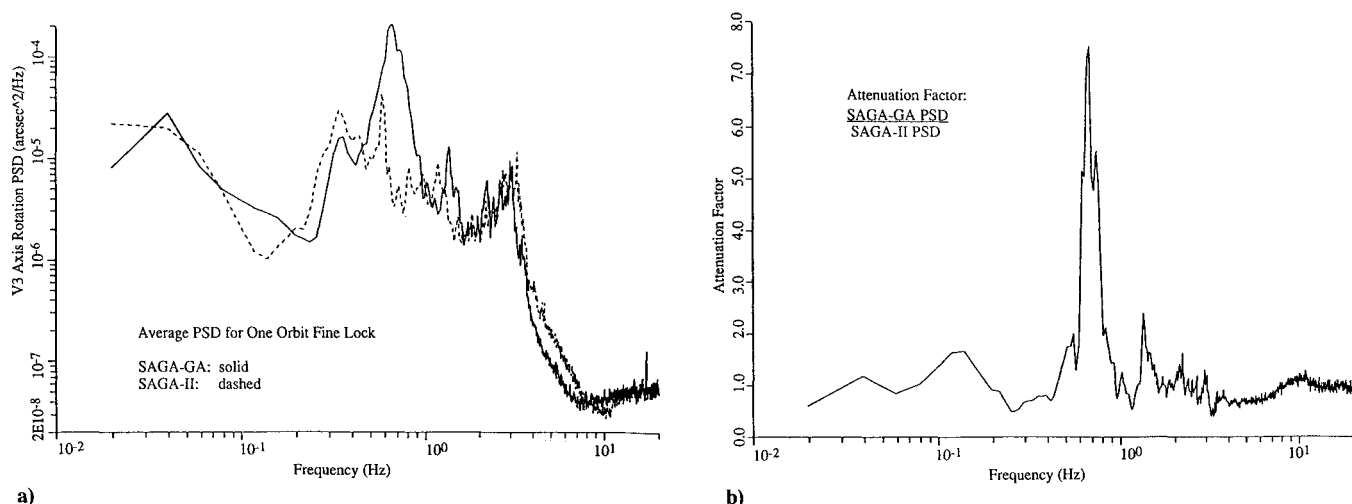 10^-4
10^-5
10^-6
10^-7
2E10^-8
V3 Axis Rotation PSD (arcsec^2/Hz)
Average PSD for One Orbit Fine Lock
SAGA-GA: solid
SAGA-II: dashed
10^-2
10^-1
10^0
10^1
Frequency (Hz)
a)
8.0
7.0
6.0
5.0
4.0
3.0
2.0
1.0
0.0
Attenuation Factor
Attenuation Factor:
SAGA-GA PSD
SAGA-II PSD
10^-2
10^-1
10^0
10^1
Frequency (Hz)
b)